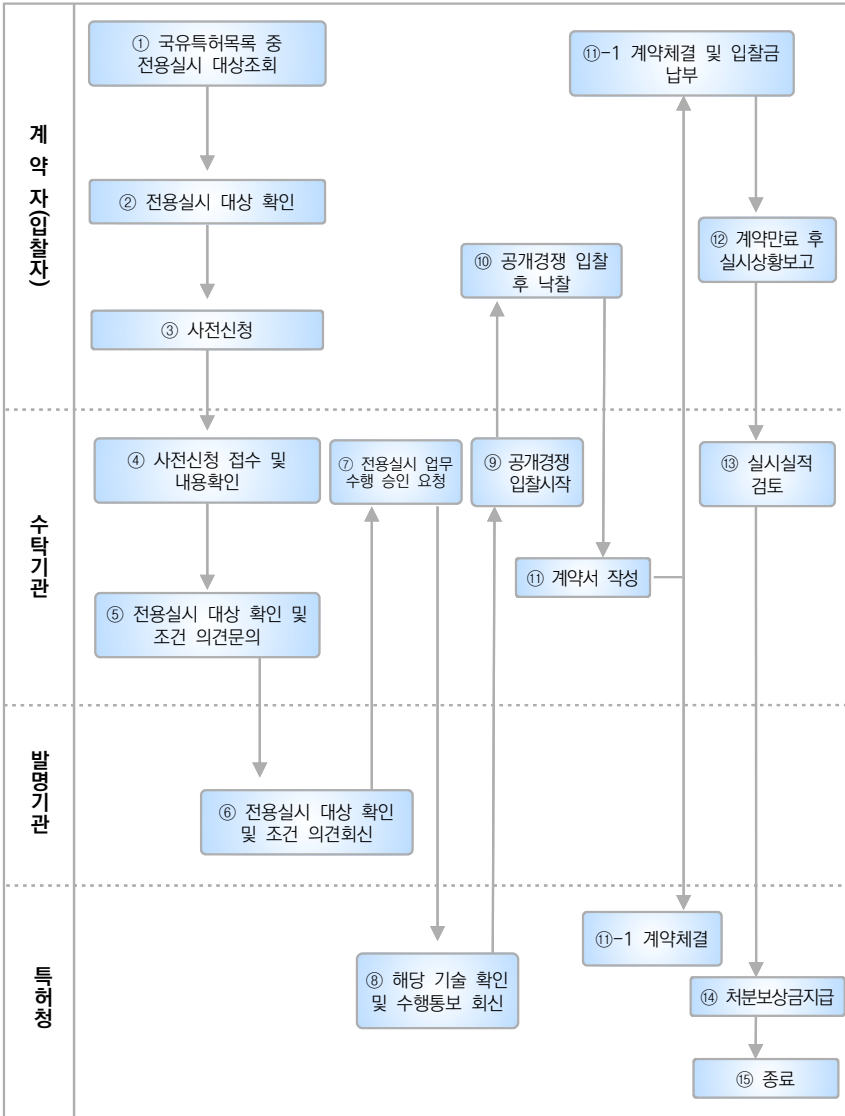 계 약 자(입찰자)
① 국유특허목록 중
전용실시 대상조회
② 전용실시 대상 확인
③ 사전신청
⑩ 공개경쟁 입찰
후 낙찰
⑪-1 계약체결 및 입찰금
납부
⑫ 계약만료 후
실시상황보고
수탁기관
④ 사전신청 접수 및
내용확인
⑤ 전용실시 대상 확인 및
조건 의견문의
⑦ 전용실시 업무
수행 승인 요청
⑨ 공개경쟁
입찰시작
⑪ 계약서 작성
⑬ 실시실적
검토
발명기관
⑥ 전용실시 대상 확인
및 조건 의견회신
특허청
⑧ 해당 기술 확인
및 수행통보 회신
⑪-1 계약체결
⑭ 처분보상금지급
⑮ 종료